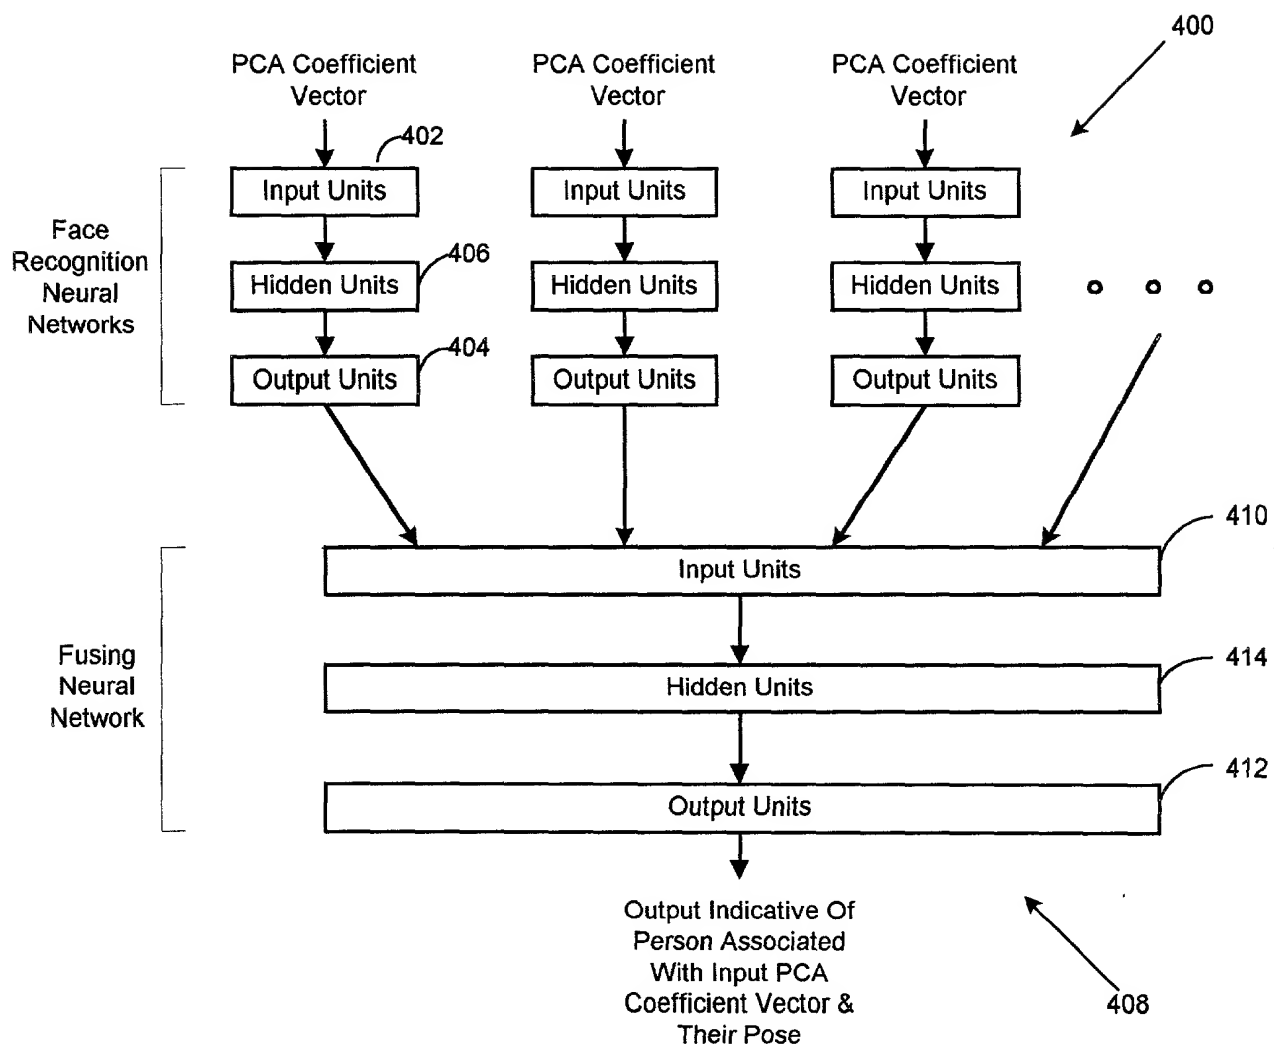 400
PCA Coefficient
Vector
PCA Coefficient
Vector
PCA Coefficient
Vector
402
Input Units
Input Units
Input Units
Face
Recognition
Neural
Networks
406
Hidden Units
Hidden Units
Hidden Units
404
Output Units
Output Units
Output Units
410
Input Units
Fusing
Neural
Network
414
Hidden Units
412
Output Units
Output Indicative Of
Person Associated
With Input PCA
Coefficient Vector &
Their Pose
408